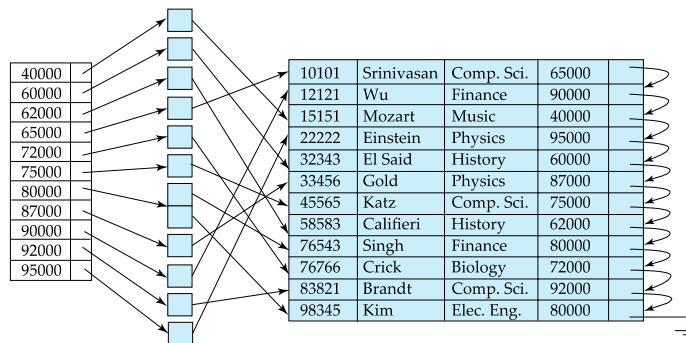 40000
60000
62000
65000
72000
75000
80000
87000
90000
92000
95000
10101 Srinivasan Comp. Sci. 65000
12121 Wu Finance 90000
15151 Mozart Music 40000
22222 Einstein Physics 95000
32343 El Said History 60000
33456 Gold Physics 87000
45565 Katz Comp. Sci. 75000
58583 Califieri History 62000
76543 Singh Finance 80000
76766 Crick Biology 72000
83821 Brandt Comp. Sci. 92000
98345 Kim Elec. Eng. 80000